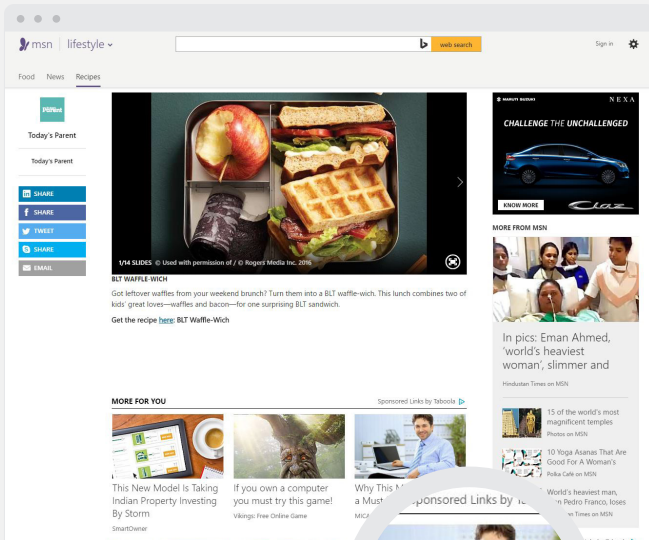 msn lifestyle
web search
Sign in
Food News Recipes
Today's Parent
Today's Parent
SHARE
SHARE
TWEET
SHARE
EMAIL
1/14 SLIDES © Used with permission of / © Rogers Media Inc. 2016
BLT WAFFLE-WICH
Got leftover waffles from your weekend brunch? Turn them into a BLT waffle-wich. This lunch combines two of
kids' great loves—waffles and bacon—for one surprising BLT sandwich.
Get the recipe here: BLT Waffle-Wich
MORE FOR YOU
Sponsored Links by Taboola
This New Model Is Taking
Indian Property Investing
By Storm
SmartOwner
If you own a computer
you must try this game!
Vikings: Free Online Game
Why This M
a Must
MICA
Sponsored Links by Ta
MARUTI SUZUKI
NEXA
CHALLENGE THE UNCHALLENGED
KNOW MORE
Ciaz
MORE FROM MSN
In pics: Eman Ahmed,
'world's heaviest
woman', slimmer and
Hindustan Times on MSN
15 of the world's most
magnificent temples
Photos on MSN
10 Yoga Asanas That Are
Good For A Woman's
Polka Café on MSN
World's heaviest man,
Pedro Franco, loses
Times on MSN